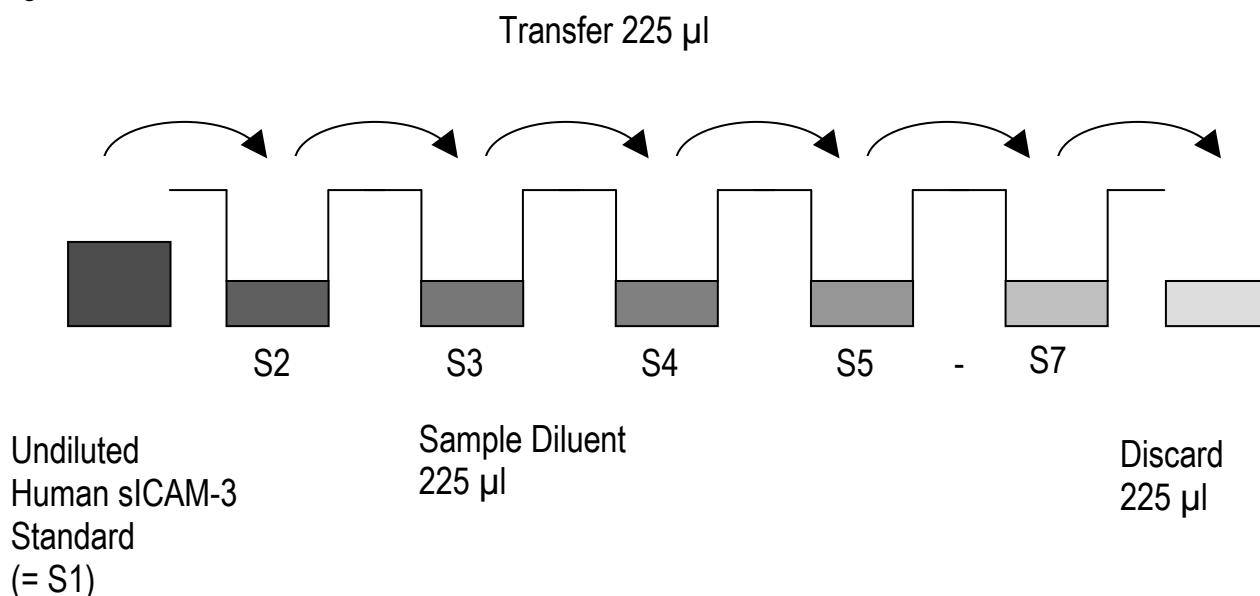 Transfer 225 µl
S2 S3 S4 S5 - S7
Undiluted
Human sICAM-3
Standard
(= S1)
Sample Diluent
225 µl
Discard
225 µl